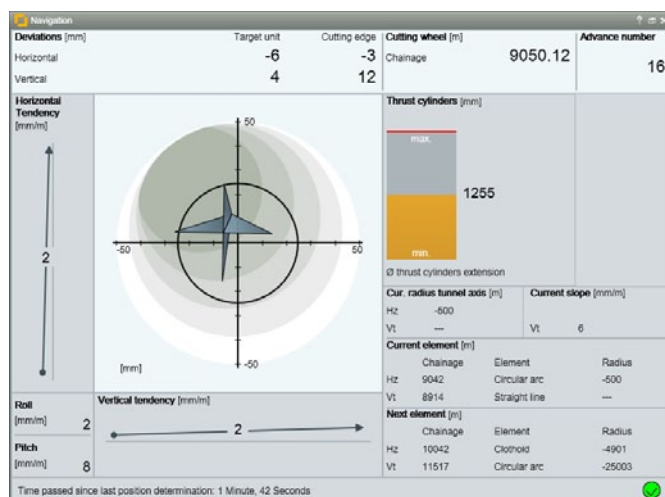 Navigation
Deviations [mm] Target unit Cutting edge
Horizontal -6 -3
Vertical 4 12
Cutting wheel [m]
Chainage 9050.12
Advance number
16
Horizontal
Tendency
[mm/m]
2
50
-50 50
-50
[mm]
Thrust cylinders [mm]
max.
1255
min.
Ø thrust cylinders extension
Cur. radius tunnel axis [m] Current slope [mm/m]
Hz -500
Vt --- Vt 6
Current element [m]
Chainage Element Radius
Hz 9042 Circular arc -500
Vt 8914 Straight line ---
Roll
[mm/m] 2
Vertical tendency [mm/m]
2
Pitch
[mm/m] 8
Next element [m]
Chainage Element Radius
Hz 10042 Clothoid -4901
Vt 11517 Circular arc -25003
Time passed since last position determination: 1 Minute, 42 Seconds